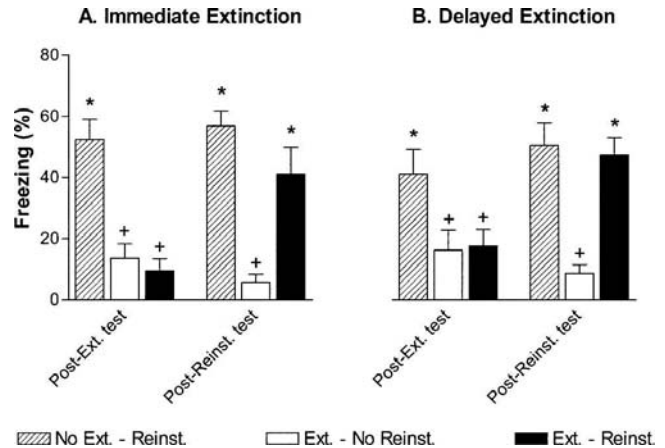 A. Immediate Extinction
B. Delayed Extinction
Freezing (%)
80
60
40
20
0
*
+
+
*
+
*
*
+
+
*
+
*
Post-Ext. test
Post-Reinst. test
Post-Ext. test
Post-Reinst. test
No Ext. - Reinst.
Ext. - No Reinst.
Ext. - Reinst.